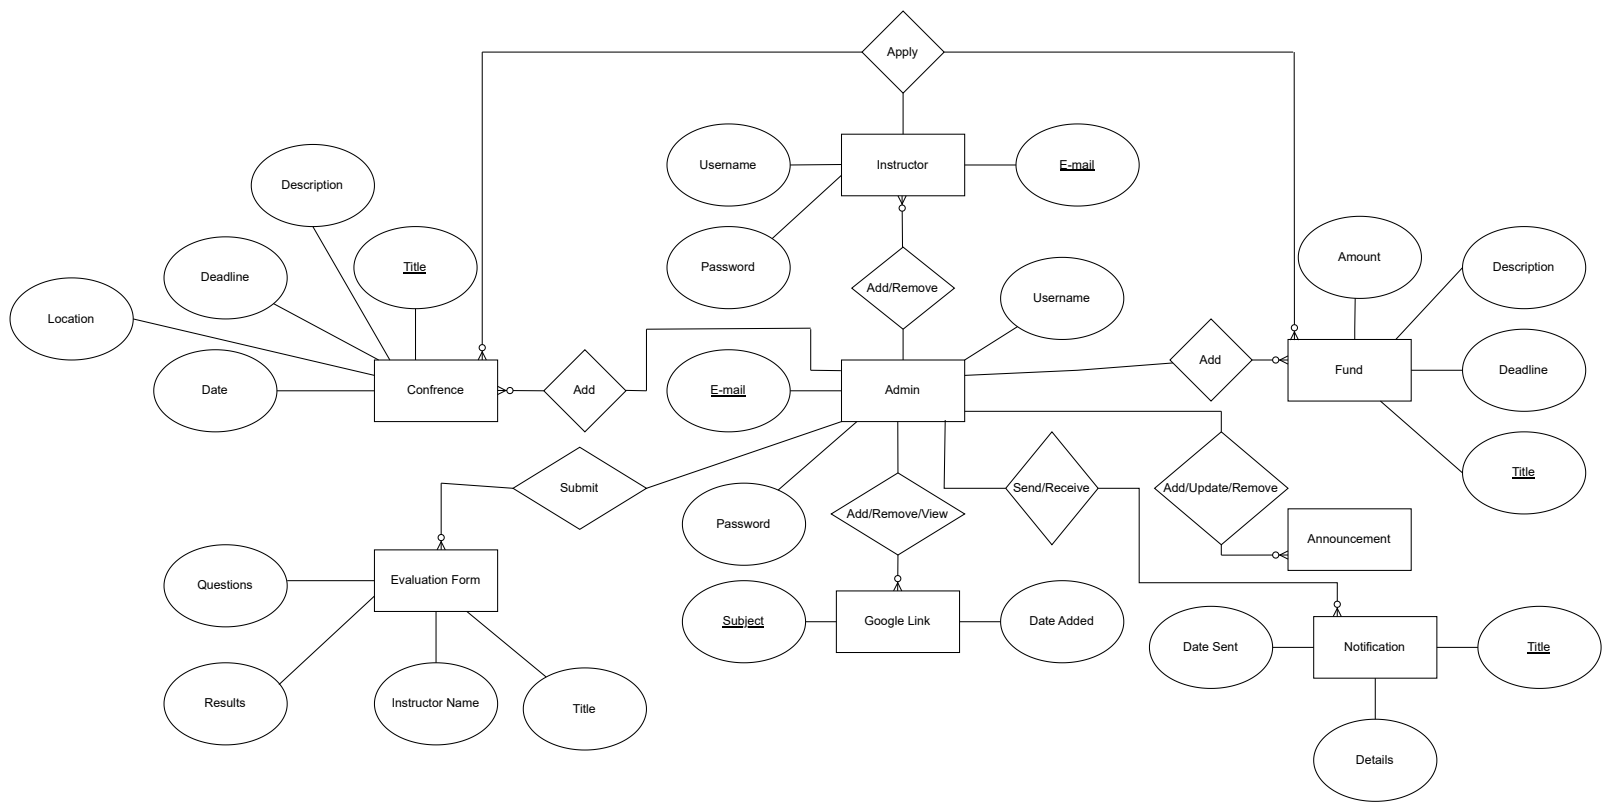 Apply
Username
Instructor
E-mail
Description
Password
Title
Deadline
Location
Add/Remove
Username
Amount
Description
Date
Confrence
Add
E-mail
Admin
Add
Fund
Deadline
Title
Submit
Password
Add/Remove/View
Send/Receive
Add/Update/Remove
Announcement
Questions
Evaluation Form
Subject
Google Link
Date Added
Date Sent
Notification
Title
Results
Instructor Name
Title
Details